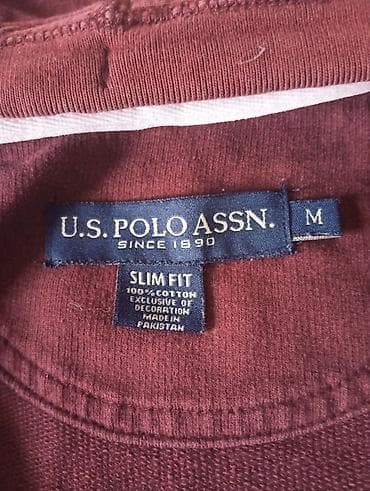 U.S. POLO ASSN.
SINCE 1890
M
SLIM FIT
100% COTTON
EXCLUSIVE OF
DECORATION
MADE IN
PAKISTAN